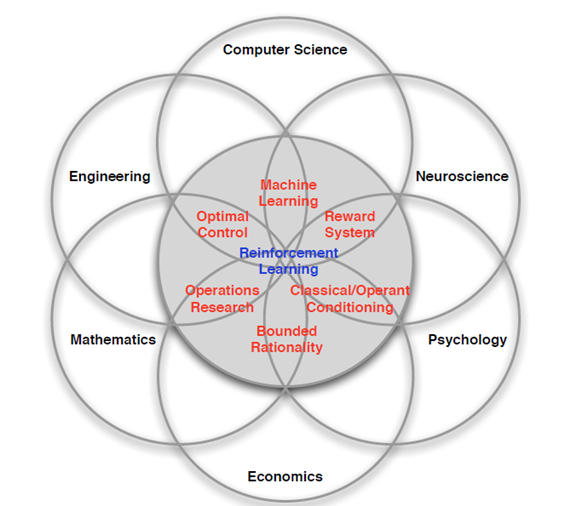 Computer Science
Engineering
Neuroscience
Machine
Learning
Optimal
Control
Reward
System
Reinforcement
Learning
Operations
Research
Classical/Operant
Conditioning
Bounded
Rationality
Mathematics
Psychology
Economics